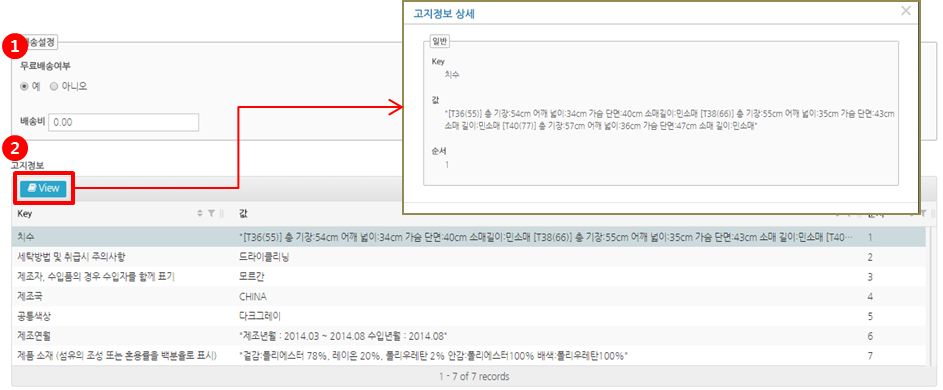 고지정보 상세
일반
Key
치수
값
"[T36(55)] 총 기장:54cm 어깨 넓이:34cm 가슴 단면:40cm 소매길이:민소매 [T38(66)] 총 기장:55cm 어깨 넓이:35cm 가슴 단면:43cm
소매 길이:민소매 [T40(77)] 총 기장:57cm 어깨 넓이:36cm 가슴 단면:47cm 소매 길이:민소매"
순서
1
1
배송설정
무료배송여부
예 아니오
배송비 0.00
2
고지정보
View
Key 값 순서
치수 "[T36(55)] 총 기장:54cm 어깨 넓이:34cm 가슴 단면:40cm 소매길이:민소매 [T38(66)] 총 기장:55cm 어깨 넓이:35cm 가슴 단면:43cm 소매 길이:민소매 [T40… 1
세탁방법 및 취급시 주의사항 드라이클리닝 2
제조자, 수입품의 경우 수입자를 함께 표기 모르간 3
제조국 CHINA 4
공통색상 다크그레이 5
제조연월 "제조년월 : 2014.03 ~ 2014.08 수입년월 : 2014.08" 6
제품 소재 (섬유의 조성 또는 혼용률을 백분율로 표시) "겉감:폴리에스터 78%, 레이온 20%, 폴리우레탄 2% 안감:폴리에스터100% 배색:폴리우레탄100%" 7
1 - 7 of 7 records